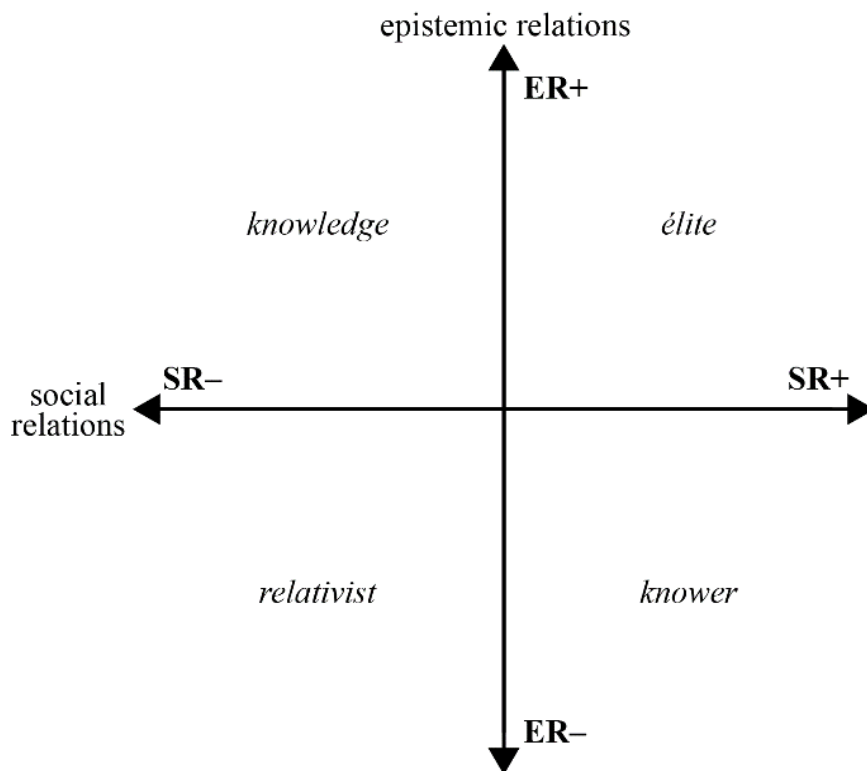 epistemic relations
ER+
knowledge
élite
SR–
SR+
social
relations
relativist
knower
ER–